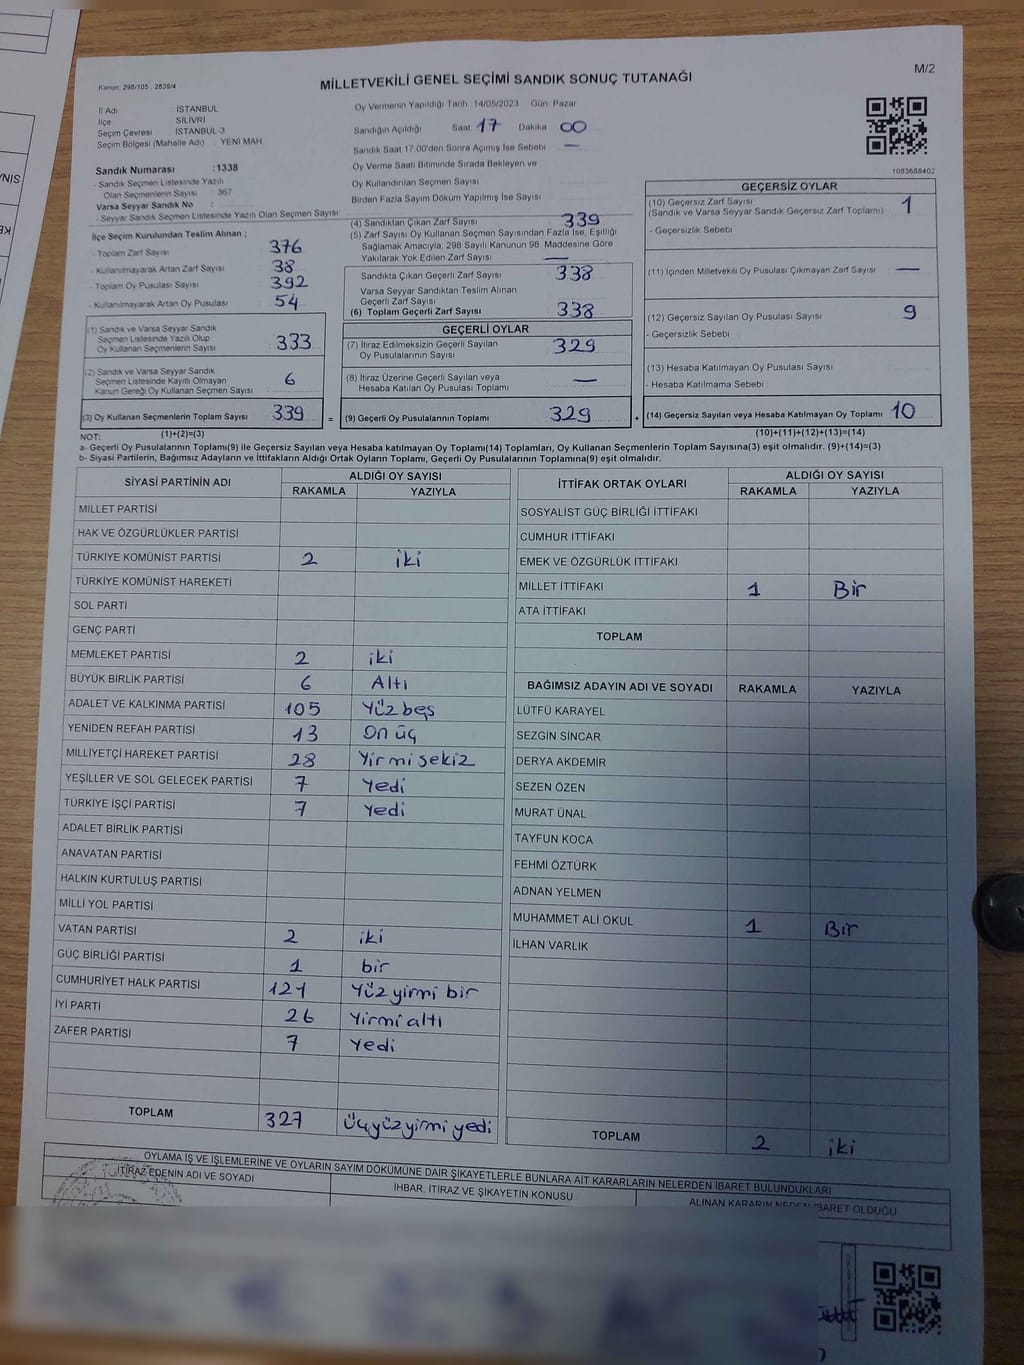 M/2
Kanun: 298/105 , 2839/4
MİLLETVEKİLİ GENEL SEÇİMİ SANDIK SONUÇ TUTANAĞI
İl Adı İSTANBUL
İlçe SİLİVRİ
Seçim Çevresi İSTANBUL-3
Seçim Bölgesi (Mahalle Adı) YENİ MAH.
Sandık Numarası :1338
- Sandık Seçmen Listesinde Yazılı
Olan Seçmenlerin Sayısı 367
Varsa Seyyar Sandık No :
- Seyyar Sandık Seçmen Listesinde Yazılı Olan Seçmen Sayısı
Oy Vermenin Yapıldığı Tarih :14/05/2023 Gün: Pazar
Sandığın Açıldığı Saat: 17 Dakika 00
Sandık Saat 17.00'den Sonra Açımış İse Sebebi —
Oy Verme Saati Bitiminde Sırada Bekleyen ve
Oy Kullandırılan Seçmen Sayısı
Birden Fazla Sayım Döküm Yapılmış İse Sayısı
1083688402
İlçe Seçim Kurulundan Teslim Alınan ;
- Toplam Zarf Sayısı 376
- Kullanılmayarak Artan Zarf Sayısı 38
- Toplam Oy Pusulası Sayısı 392
- Kullanılmayarak Artan Oy Pusulası 54
(1) Sandık ve Varsa Seyyar Sandık
Seçmen Listesinde Yazılı Olup
Oy Kullanan Seçmenlerin Sayısı 333
(2) Sandık ve Varsa Seyyar Sandık
Seçmen Listesinde Kayıtlı Olmayan
Kanun Gereği Oy Kullanan Seçmen Sayısı 6
(3) Oy Kullanan Seçmenlerin Toplam Sayısı 339
(1)+(2)=(3)
(4) Sandıktan Çıkan Zarf Sayısı 339
(5) Zarf Sayısı Oy Kullanan Seçmen Sayısından Fazla İse, Eşitliği
Sağlamak Amacıyla, 298 Sayılı Kanunun 98. Maddesine Göre
Yakılarak Yok Edilen Zarf Sayısı —
Sandıkta Çıkan Geçerli Zarf Sayısı 338
Varsa Seyyar Sandıktan Teslim Alınan
Geçerli Zarf Sayısı
(6) Toplam Geçerli Zarf Sayısı 338
GEÇERLİ OYLAR
(7) İtiraz Edilmeksizin Geçerli Sayılan
Oy Pusulalarının Sayısı 329
(8) İtiraz Üzerine Geçerli Sayılan veya
Hesaba Katılan Oy Pusulası Toplamı —
= (9) Geçerli Oy Pusulalarının Toplamı 329
GEÇERSİZ OYLAR
(10) Geçersiz Zarf Sayısı 1
(Sandık ve Varsa Seyyar Sandık Geçersiz Zarf Toplamı)
- Geçersizlik Sebebi
(11) İçinden Milletvekili Oy Pusulası Çıkmayan Zarf Sayısı —
(12) Geçersiz Sayılan Oy Pusulası Sayısı 9
- Geçersizlik Sebebi
(13) Hesaba Katılmayan Oy Pusulası Sayısı
- Hesaba Katılmama Sebebi
+ (14) Geçersiz Sayılan veya Hesaba Katılmayan Oy Toplamı 10
(10)+(11)+(12)+(13)=(14)
NOT:
a- Geçerli Oy Pusulalarının Toplamı(9) ile Geçersiz Sayılan veya Hesaba katılmayan Oy Toplamı(14) Toplamları, Oy Kullanan Seçmenlerin Toplam Sayısına(3) eşit olmalıdır. (9)+(14)=(3)
b- Siyasi Partilerin, Bağımsız Adayların ve İttifakların Aldığı Ortak Oyların Toplamı, Geçerli Oy Pusulalarının Toplamına(9) eşit olmalıdır.
SİYASİ PARTİNİN ADI ALDIĞI OY SAYISI
RAKAMLA YAZIYLA
MİLLET PARTİSİ
HAK VE ÖZGÜRLÜKLER PARTİSİ
TÜRKİYE KOMÜNİST PARTİSİ 2 iki
TÜRKİYE KOMÜNİST HAREKETİ
SOL PARTİ
GENÇ PARTİ
MEMLEKET PARTİSİ 2 iki
BÜYÜK BİRLİK PARTİSİ 6 Altı
ADALET VE KALKINMA PARTİSİ 105 Yüzbeş
YENİDEN REFAH PARTİSİ 13 On üç
MİLLİYETÇİ HAREKET PARTİSİ 28 Yirmi sekiz
YEŞİLLER VE SOL GELECEK PARTİSİ 7 Yedi
TÜRKİYE İŞÇİ PARTİSİ 7 Yedi
ADALET BİRLİK PARTİSİ
ANAVATAN PARTİSİ
HALKIN KURTULUŞ PARTİSİ
MİLLİ YOL PARTİSİ
VATAN PARTİSİ 2 iki
GÜÇ BİRLİĞİ PARTİSİ 1 bir
CUMHURİYET HALK PARTİSİ 121 Yüz yirmi bir
İYİ PARTİ 26 Yirmi altı
ZAFER PARTİSİ 7 Yedi
TOPLAM 327 Üçyüzyirmi yedi
İTTİFAK ORTAK OYLARI ALDIĞI OY SAYISI
RAKAMLA YAZIYLA
SOSYALİST GÜÇ BİRLİĞİ İTTİFAKI
CUMHUR İTTİFAKI
EMEK VE ÖZGÜRLÜK İTTİFAKI
MİLLET İTTİFAKI 1 Bir
ATA İTTİFAKI
TOPLAM
BAĞIMSIZ ADAYIN ADI VE SOYADI RAKAMLA YAZIYLA
LÜTFÜ KARAYEL
SEZGİN SİNCAR
DERYA AKDEMİR
SEZEN ÖZEN
MURAT ÜNAL
TAYFUN KOCA
FEHMİ ÖZTÜRK
ADNAN YELMEN
MUHAMMET ALİ OKUL 1 Bir
İLHAN VARLIK
TOPLAM 2 iki
OYLAMA İŞ VE İŞLEMLERİNE VE OYLARIN SAYIM DÖKÜMÜNE DAİR ŞİKAYETLERLE BUNLARA AİT KARARLARIN NELERDEN İBARET BULUNDUKLARI
İTİRAZ EDENİN ADI VE SOYADI İHBAR, İTİRAZ VE ŞİKAYETİN KONUSU ALINAN KARARIN NEDEN İBARET OLDUĞU